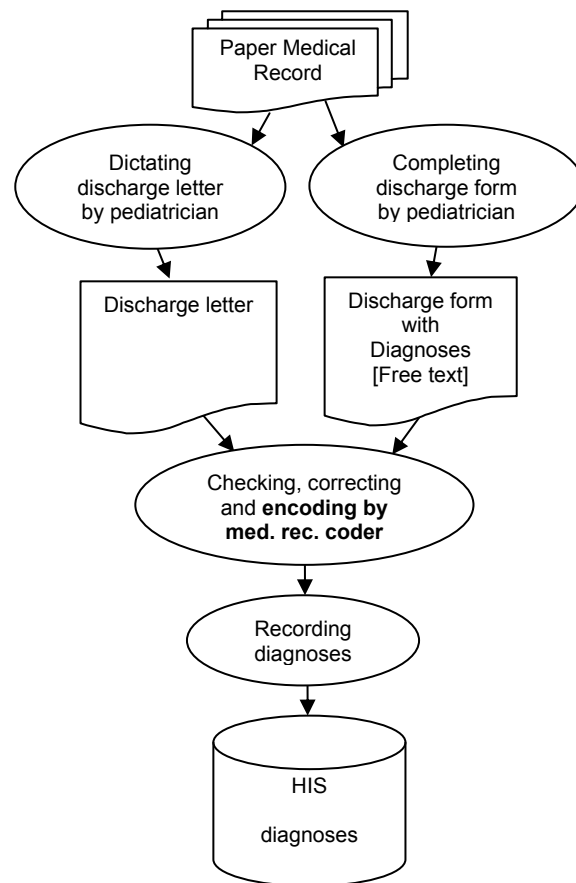 Paper Medical
Record
Dictating
discharge letter
by pediatrician
Completing
discharge form
by pediatrician
Discharge letter
Discharge form
with
Diagnoses
[Free text]
Checking, correcting
and encoding by
med. rec. coder
Recording
diagnoses
HIS
diagnoses